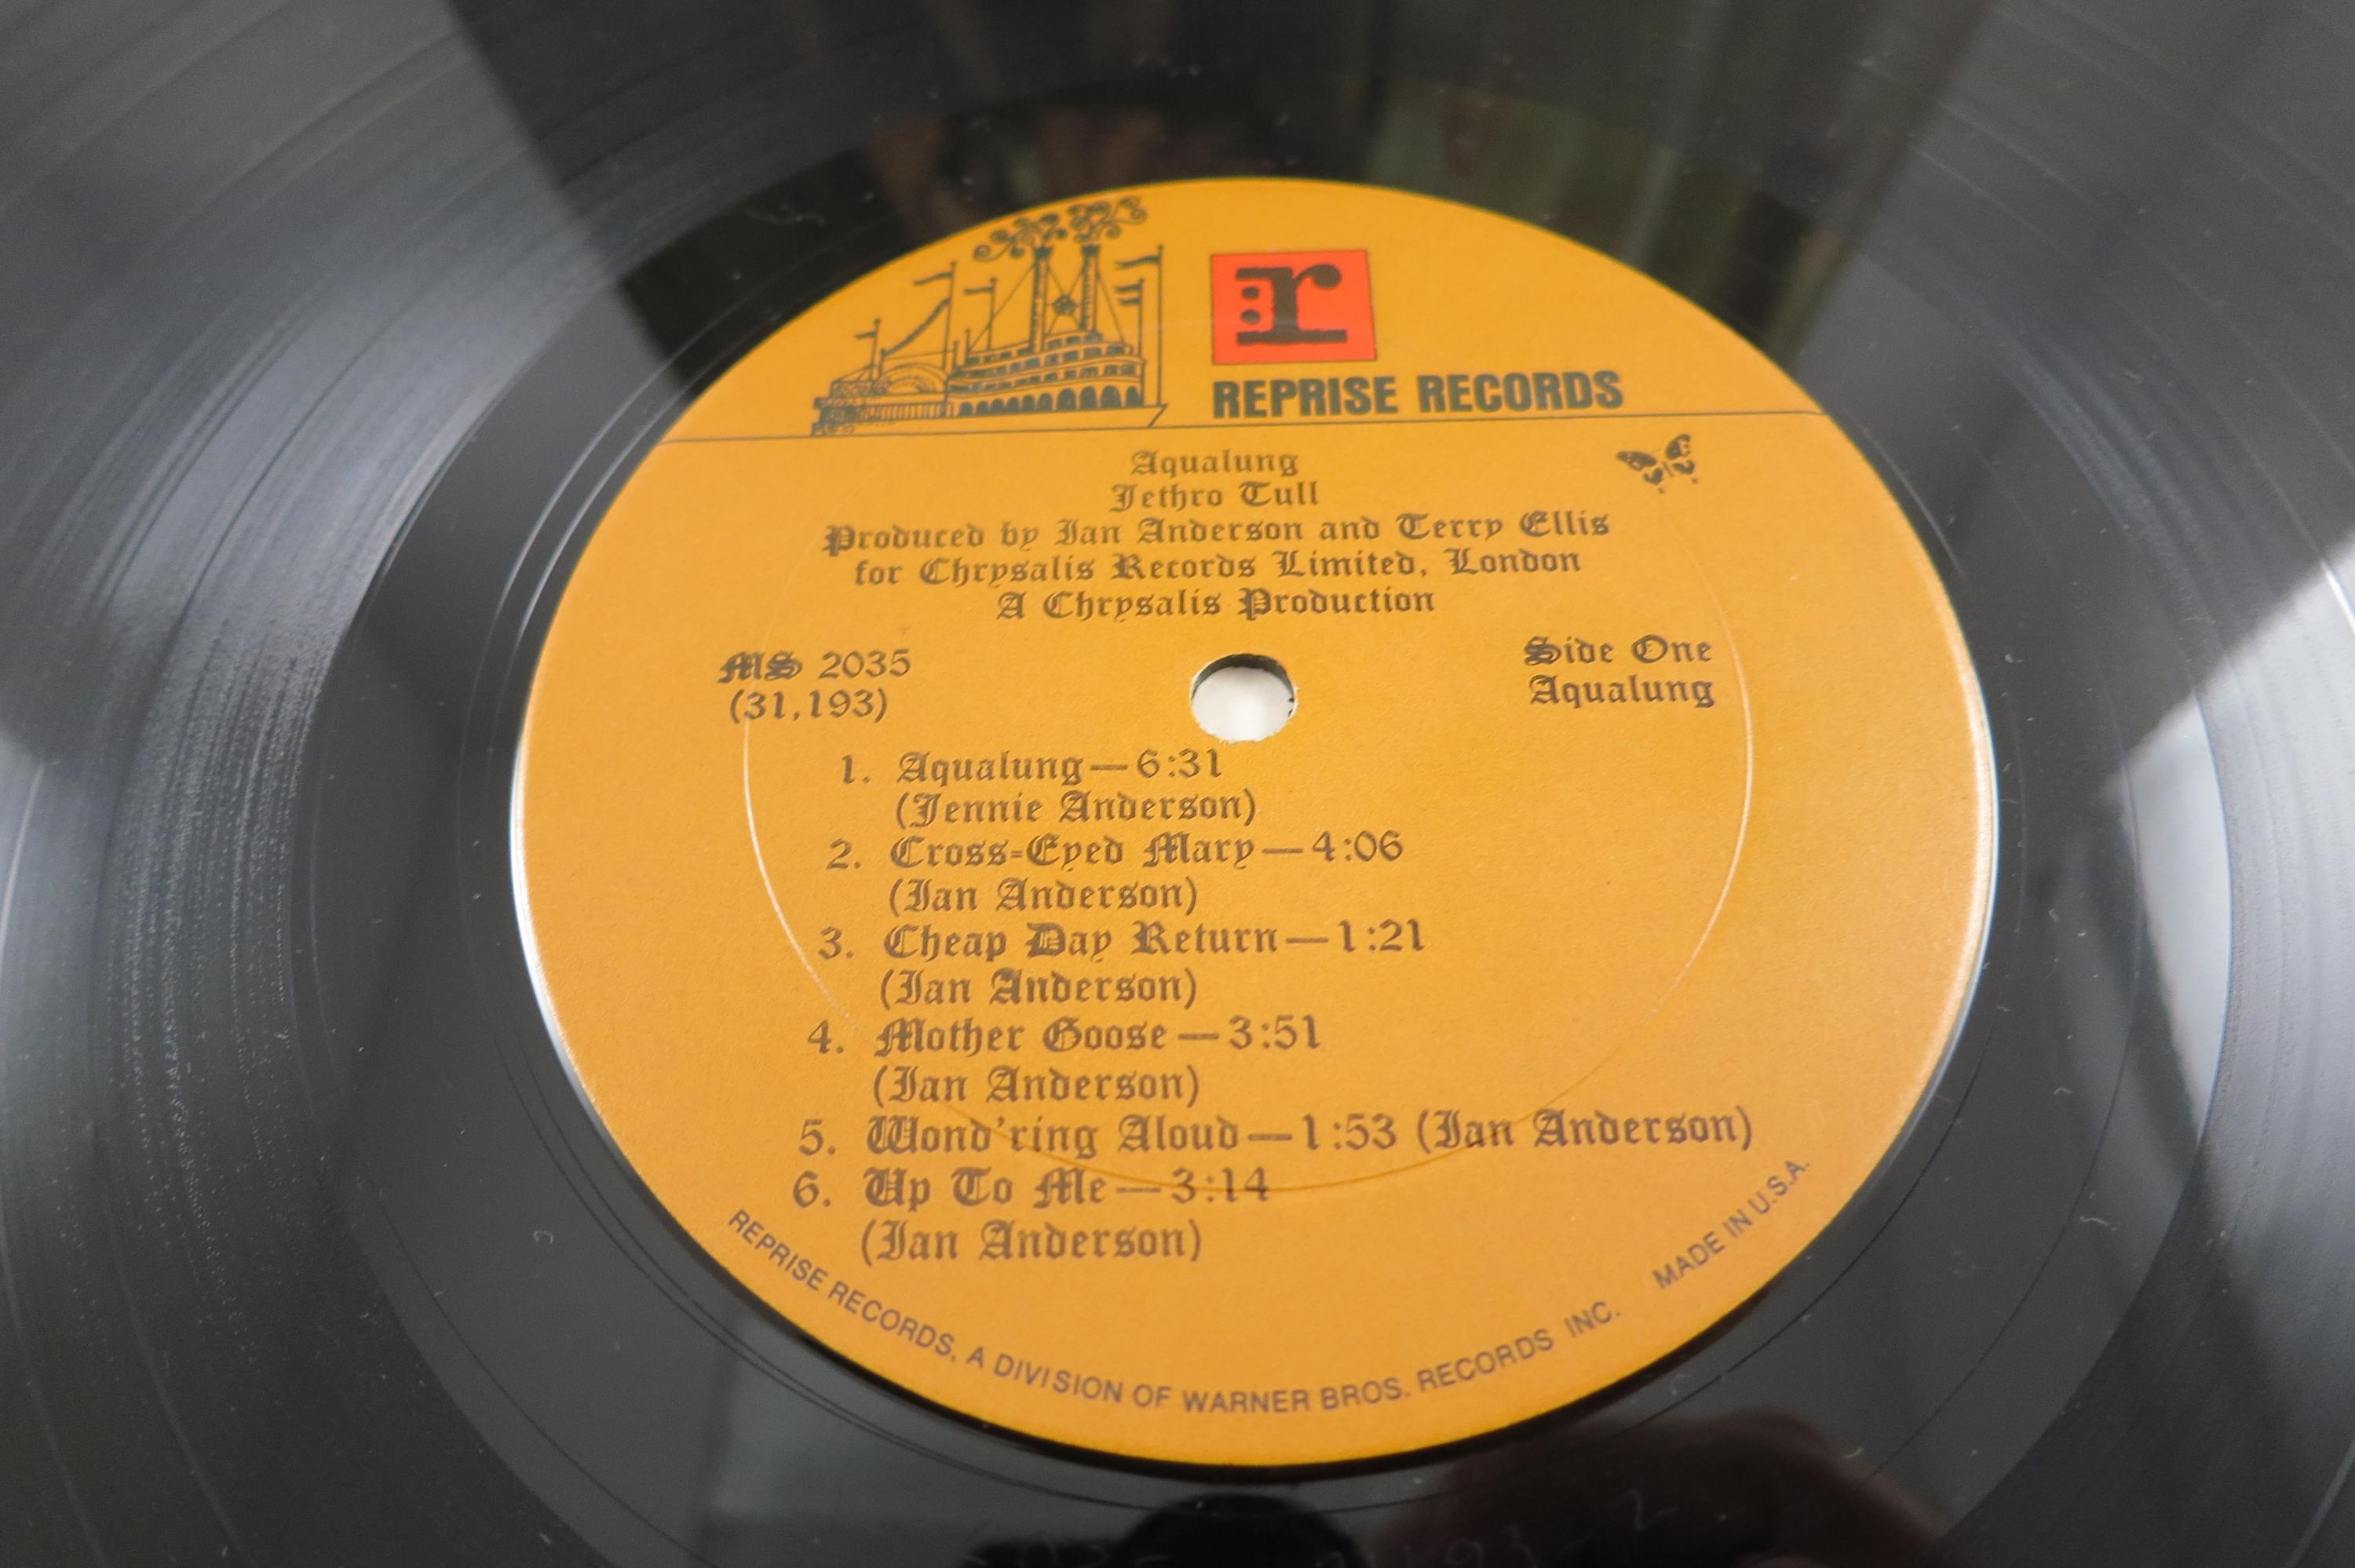 r:
REPRISE RECORDS
Aqualung
Jethro Tull
Produced by Ian Anderson and Terry Ellis
for Chrysalis Records Limited, London
A Chrysalis Production
MS 2035
(31,193)
Side One
Aqualung
1. Aqualung—6:31
(Jennie Anderson)
2. Cross-Eyed Mary—4:06
(Ian Anderson)
3. Cheap Day Return—1:21
(Ian Anderson)
4. Mother Goose—3:51
(Ian Anderson)
5. Wond'ring Aloud—1:53 (Ian Anderson)
6. Up To Me—3:14
(Ian Anderson)
REPRISE RECORDS, A DIVISION OF WARNER BROS. RECORDS INC. MADE IN U.S.A.